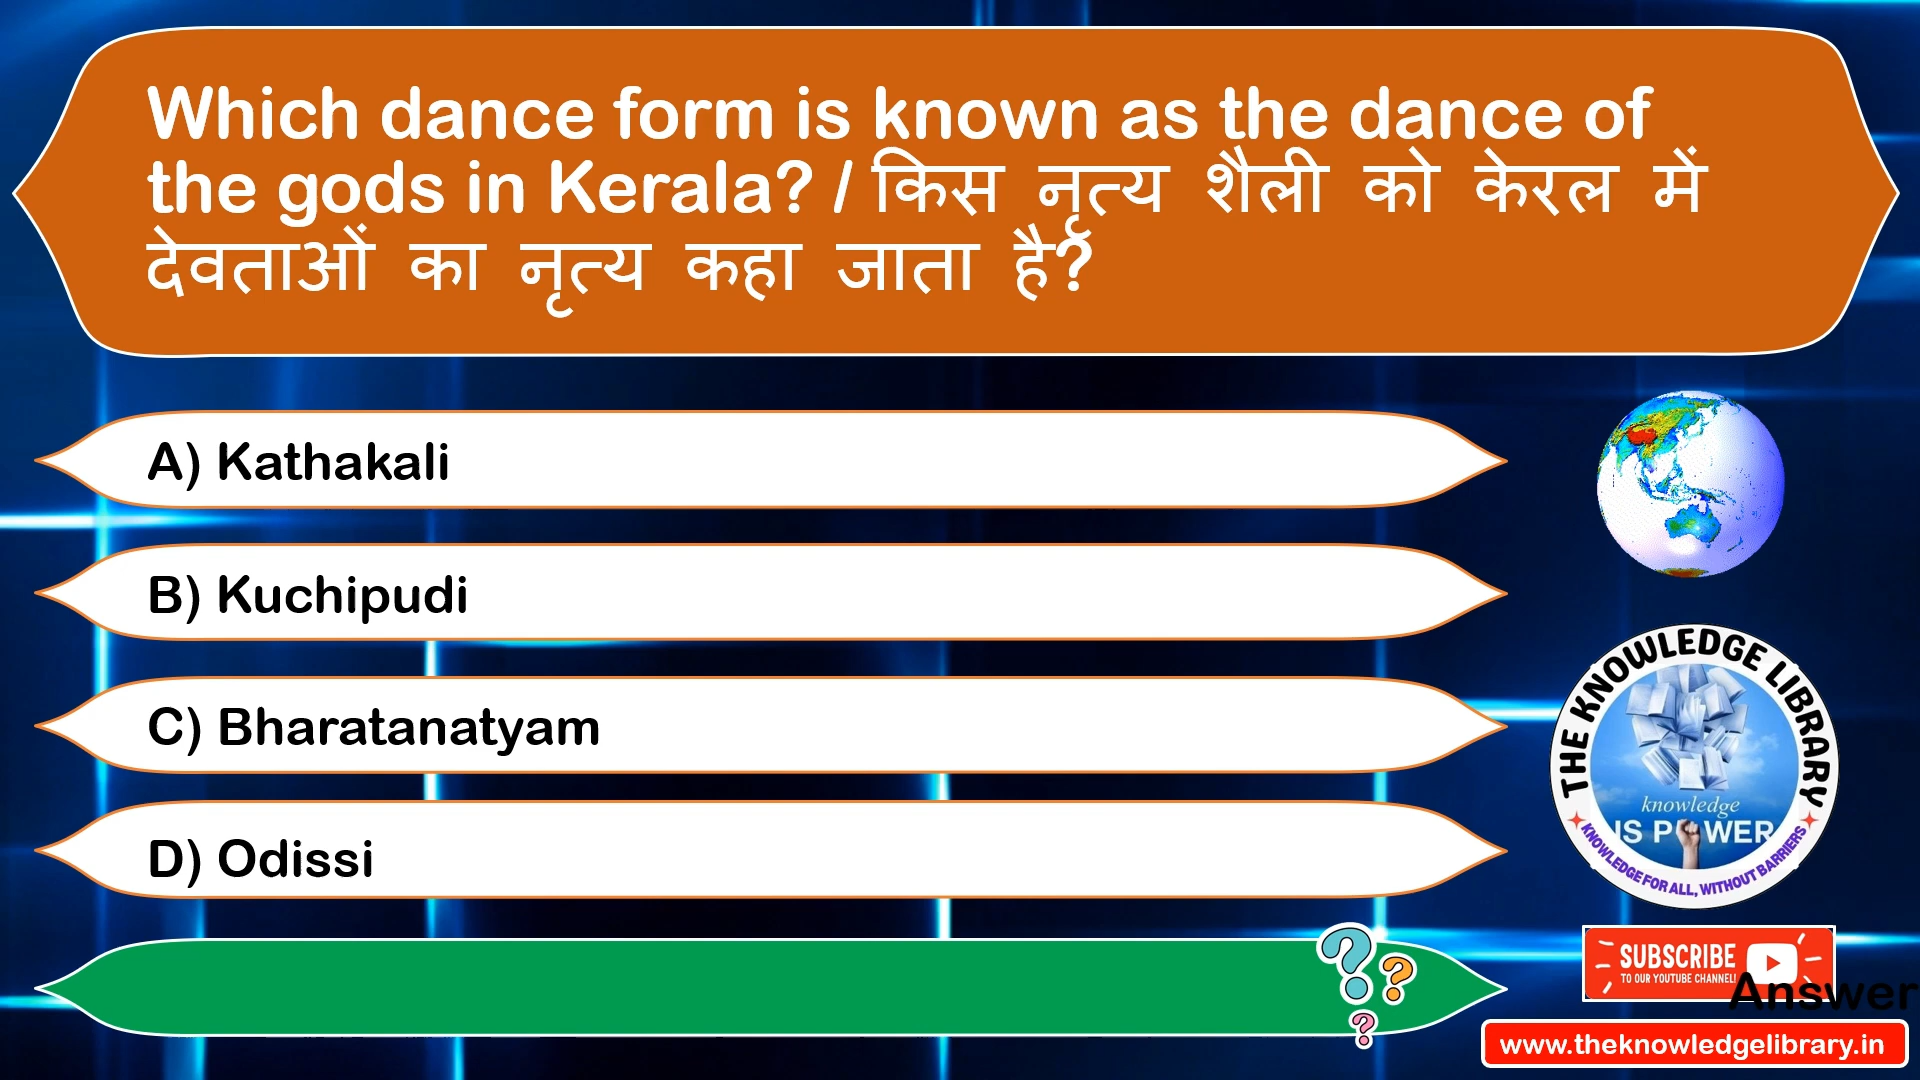 Which dance form is known as the dance of
the gods in Kerala? / किस नृत्य शैली को केरल में
देवताओं का नृत्य कहा जाता है?
A) Kathakali
B) Kuchipudi
C) Bharatanatyam
D) Odissi
THE KNOWLEDGE LIBRARY
knowledge
IS POWER
KNOWLEDGE FOR ALL, WITHOUT BARRIERS
SUBSCRIBE
TO OUR YOUTUBE CHANNEL!
Answer
www.theknowledgelibrary.in